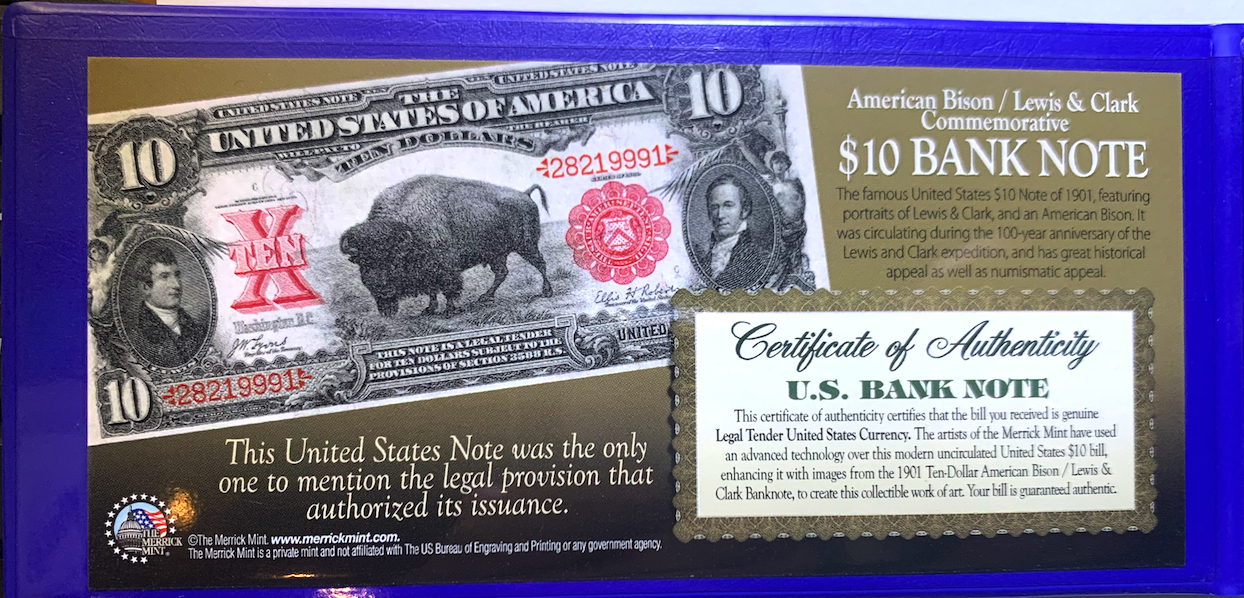 UNITED STATES NOTE
UNITED STATES NOTE
THE
UNITED STATES OF AMERICA
WILL PAY TO
THE BEARER
TEN DOLLARS
10
10
28219991
X
TEN
Washington, D.C.
THIS NOTE IS A LEGAL TENDER
FOR TEN DOLLARS SUBJECT TO THE
PROVISIONS OF SECTION 3588 R.S.
UNITED
10
28219991
American Bison / Lewis & Clark
Commemorative
$10 BANK NOTE
The famous United States $10 Note of 1901, featuring
portraits of Lewis & Clark, and an American Bison. It
was circulating during the 100-year anniversary of the
Lewis and Clark expedition, and has great historical
appeal as well as numismatic appeal.
Certificate of Authenticity
U.S. BANK NOTE
This certificate of authenticity certifies that the bill you received is genuine
Legal Tender United States Currency. The artists of the Merrick Mint have used
an advanced technology over this modern uncirculated United States $10 bill,
enhancing it with images from the 1901 Ten-Dollar American Bison / Lewis &
Clark Banknote, to create this collectible work of art. Your bill is guaranteed authentic.
This United States Note was the only
one to mention the legal provision that
authorized its issuance.
THE
MERRICK
MINT
©The Merrick Mint. www.merrickmint.com.
The Merrick Mint is a private mint and not affiliated with The US Bureau of Engraving and Printing or any government agency.